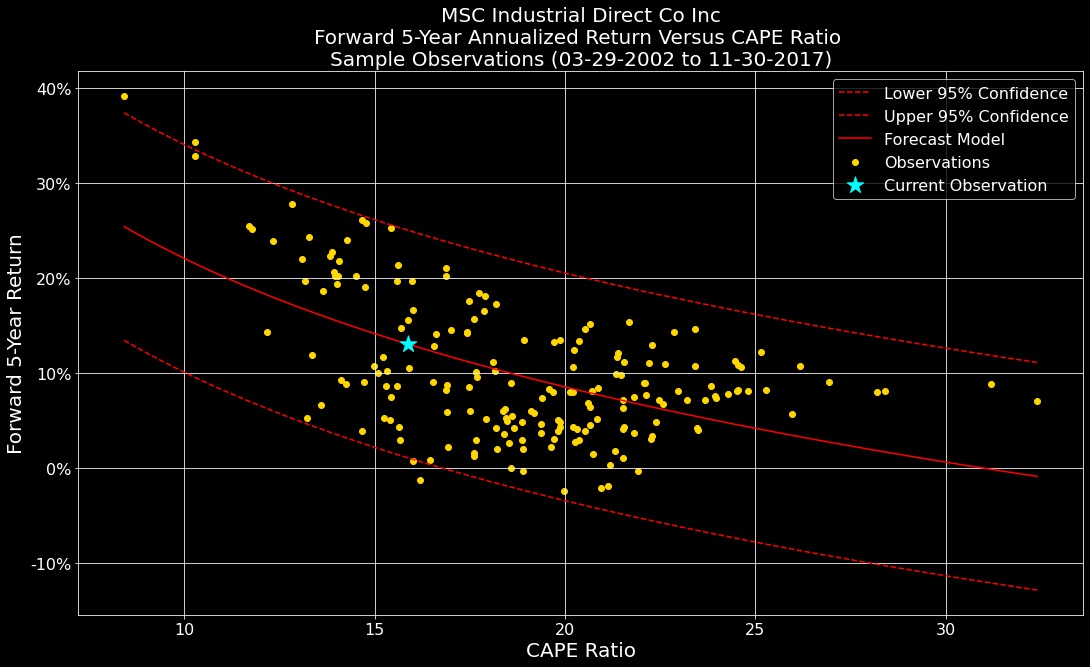 MSC Industrial Direct Co Inc
Forward 5-Year Annualized Return Versus CAPE Ratio
Sample Observations (03-29-2002 to 11-30-2017)
Lower 95% Confidence
Upper 95% Confidence
Forecast Model
Observations
Current Observation
Forward 5-Year Return
40%
30%
20%
10%
0%
-10%
10 15 20 25 30
CAPE Ratio